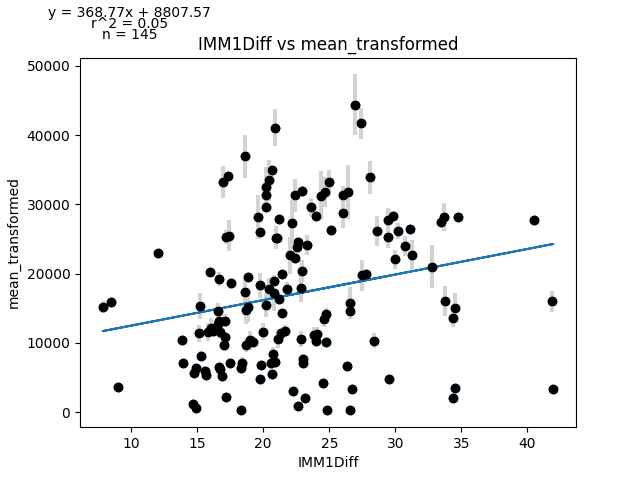 y = 368.77x + 8807.57
r^2 = 0.05
n = 145
IMM1Diff vs mean_transformed
50000
40000
30000
20000
10000
0
mean_transformed
10 15 20 25 30 35 40
IMM1Diff